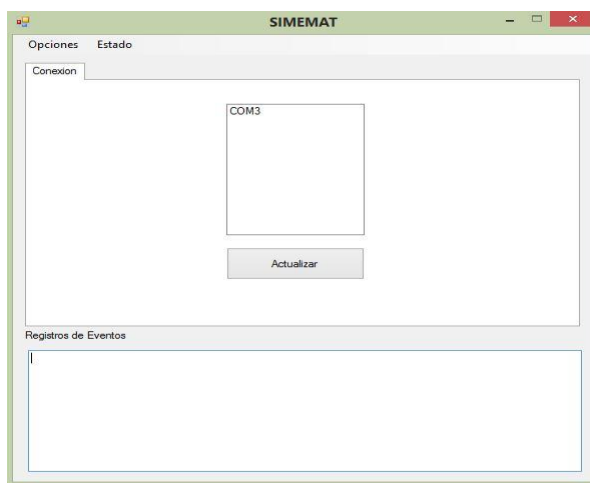 SIMEMAT
Opciones Estado
Conexion
COM3
Actualizar
Registros de Eventos